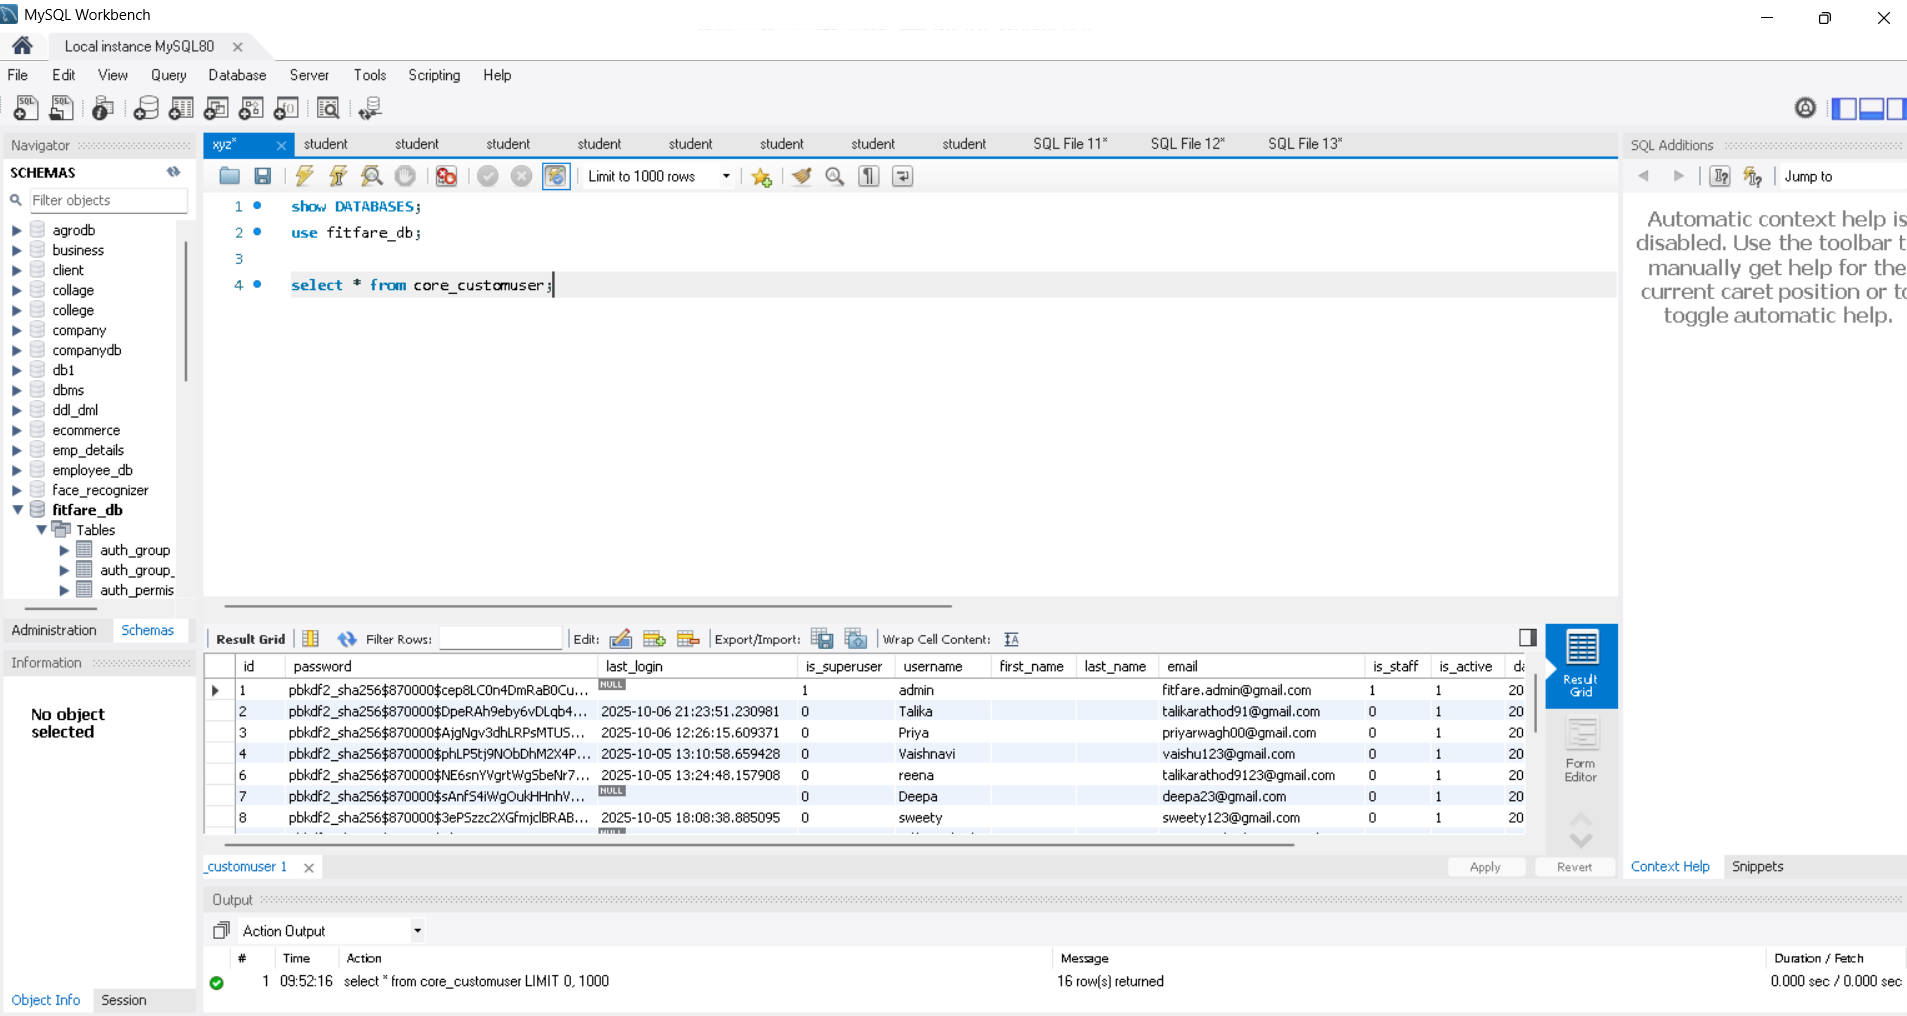 MySQL Workbench
Local instance MySQL80
File Edit View Query Database Server Tools Scripting Help
Navigator
SCHEMAS
Filter objects
agrodb
business
client
collage
college
company
companydb
db1
dbms
ddl_dml
ecommerce
emp_details
employee_db
face_recognizer
fitfare_db
Tables
auth_group
auth_group_
auth_permis
Administration Schemas
Information
No object
selected
Object Info Session
xyz* student student student student student student student student SQL File 11* SQL File 12* SQL File 13*
Limit to 1000 rows
1 show DATABASES;
2 use fitfare_db;
3
4 select * from core_customuser;
Result Grid Filter Rows: Edit: Export/Import: Wrap Cell Content:
id password last_login is_superuser username first_name last_name email is_staff is_active da
1 pbkdf2_sha256$870000$cep8LC0n4DmRaB0Cu... NULL 1 admin fitfare.admin@gmail.com 1 1 20
2 pbkdf2_sha256$870000$DpeRAh9eby6vDLqb4... 2025-10-06 21:23:51.230981 0 Talika talikarathod91@gmail.com 0 1 20
3 pbkdf2_sha256$870000$AjgNgv3dhLRPsMTUS... 2025-10-06 12:26:15.609371 0 Priya priyarwagh00@gmail.com 0 1 20
4 pbkdf2_sha256$870000$phLP5tj9NObDhM2X4P... 2025-10-05 13:10:58.659428 0 Vaishnavi vaishu123@gmail.com 0 1 20
6 pbkdf2_sha256$870000$NE6snYVgrtWgSbeNr7... 2025-10-05 13:24:48.157908 0 reena talikarathod9123@gmail.com 0 1 20
7 pbkdf2_sha256$870000$sAnfS4iWgOukHHnhV... NULL 0 Deepa deepa23@gmail.com 0 1 20
8 pbkdf2_sha256$870000$3ePSzzc2XGfmjclBRAB... 2025-10-05 18:08:38.885095 0 sweety sweety123@gmail.com 0 1 20
NULL
Result
Grid
Form
Editor
_customuser 1
Apply Revert
Output
Action Output
# Time Action Message Duration / Fetch
1 09:52:16 select * from core_customuser LIMIT 0, 1000 16 row(s) returned 0.000 sec / 0.000 sec
SQL Additions
Jump to
Automatic context help is
disabled. Use the toolbar t
manually get help for the
current caret position or to
toggle automatic help.
Context Help Snippets